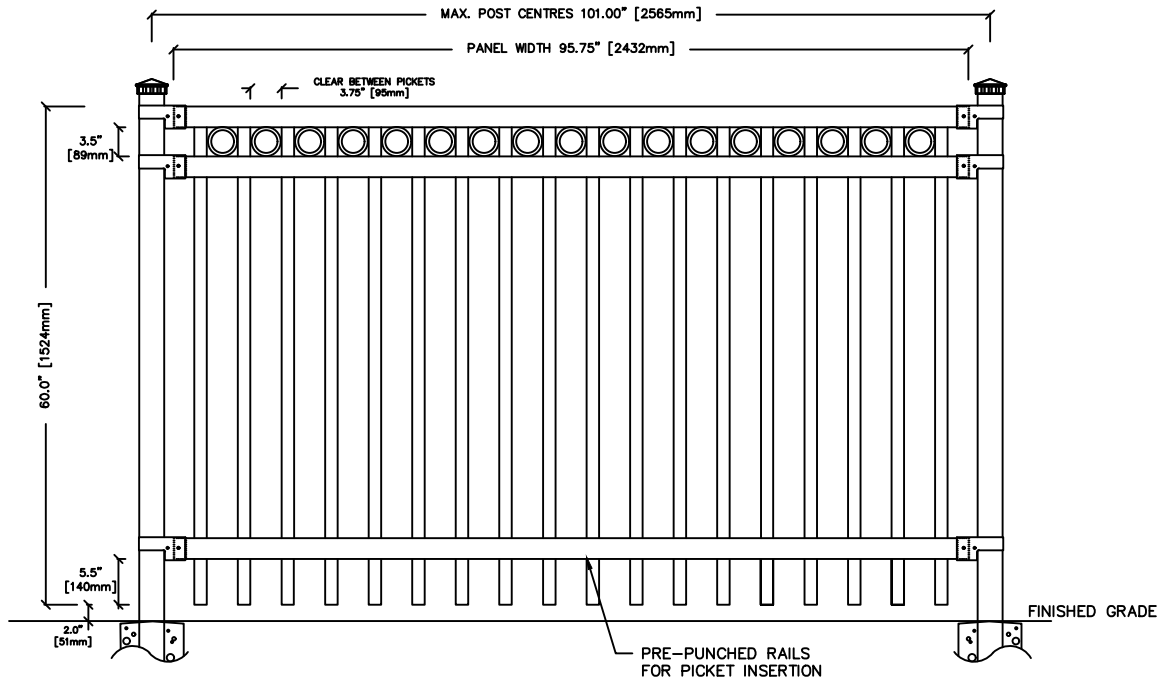 MAX. POST CENTRES 101.00" [2565mm]
PANEL WIDTH 95.75" [2432mm]
CLEAR BETWEEN PICKETS
3.75" [95mm]
3.5"
[89mm]
60.0" [1524mm]
5.5"
[140mm]
2.0"
[51mm]
FINISHED GRADE
PRE-PUNCHED RAILS
FOR PICKET INSERTION